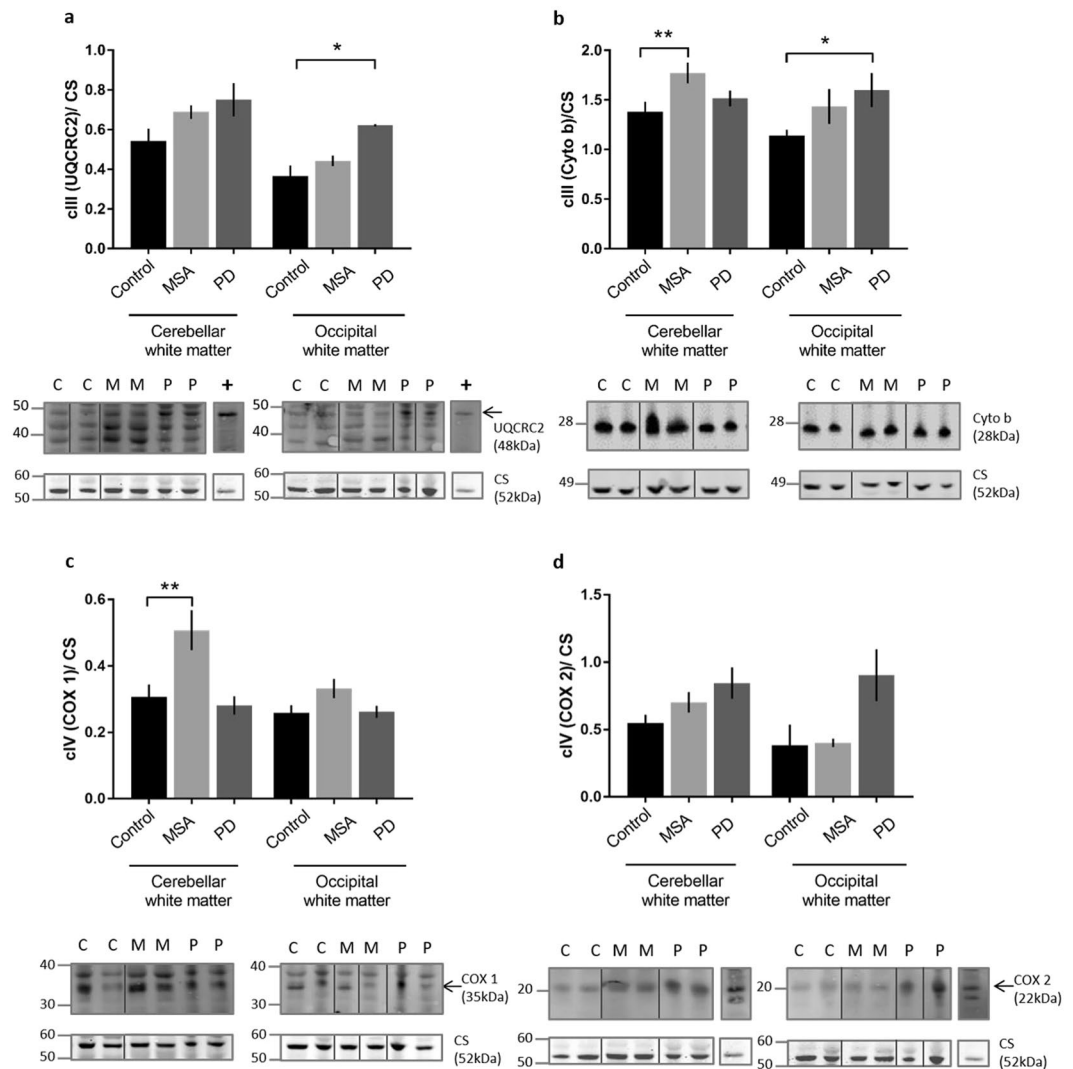 a
cIII (UQCRC2)/ CS
1.0
0.8
0.6
0.4
0.2
0.0
*
Control
MSA
PD
Control
MSA
PD
Cerebellar
white matter
Occipital
white matter
C C M M P P +
50
40
60
50
C C M M P P +
50
40
UQCRC2
(48kDa)
60
50
CS
(52kDa)
b
cIII (Cyto b)/CS
2.0
1.5
1.0
0.5
0.0
**
*
Control
MSA
PD
Control
MSA
PD
Cerebellar
white matter
Occipital
white matter
C C M M P P
28
49
C C M M P P
28
Cyto b
(28kDa)
49
CS
(52kDa)
c
cIV (COX 1)/ CS
0.6
0.4
0.2
0.0
**
Control
MSA
PD
Control
MSA
PD
Cerebellar
white matter
Occipital
white matter
C C M M P P
40
30
60
50
C C M M P P
40
30
COX 1
(35kDa)
60
50
CS
(52kDa)
d
cIV (COX 2)/ CS
1.5
1.0
0.5
0.0
Control
MSA
PD
Control
MSA
PD
Cerebellar
white matter
Occipital
white matter
C C M M P P
20
60
50
C C M M P P
20
COX 2
(22kDa)
60
50
CS
(52kDa)